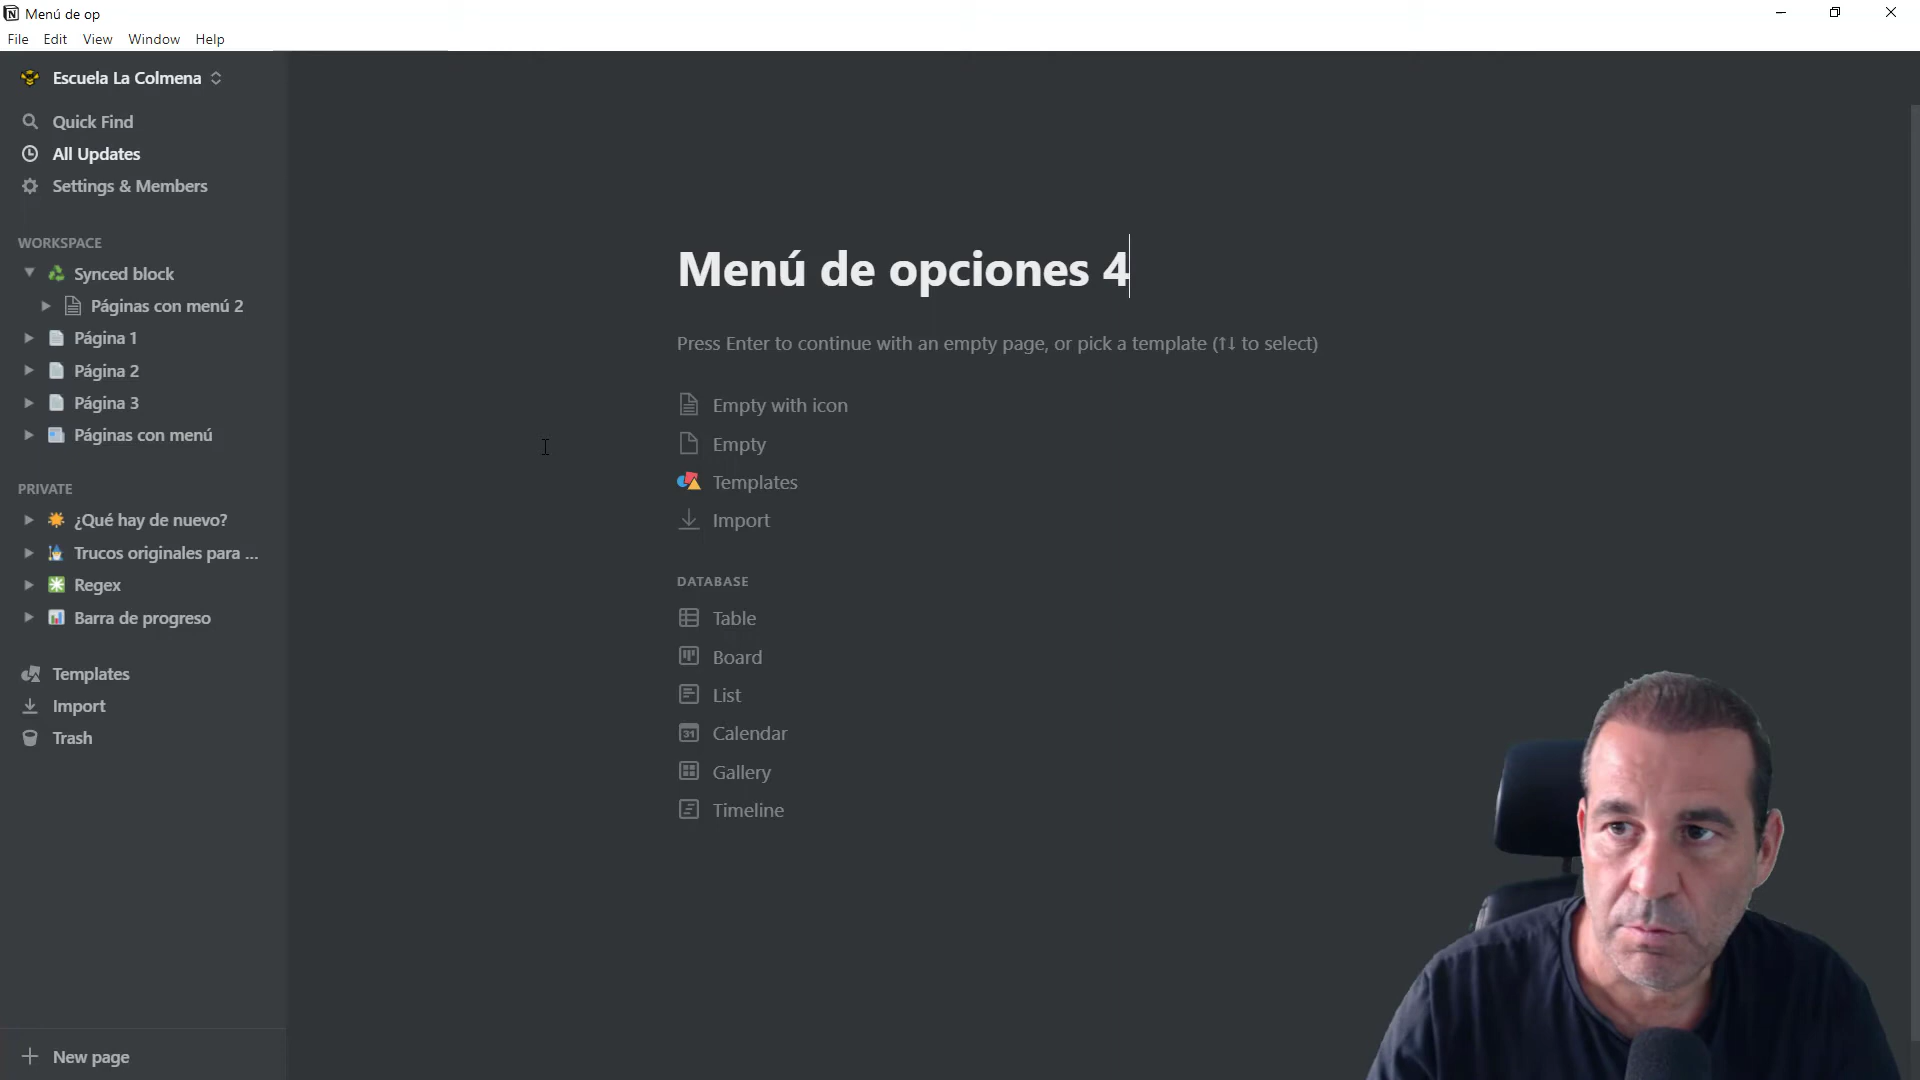 Menú de op
File Edit View Window Help
Escuela La Colmena
Quick Find
All Updates
Settings & Members
WORKSPACE
Synced block
Páginas con menú 2
Página 1
Página 2
Página 3
Páginas con menú
PRIVATE
¿Qué hay de nuevo?
Trucos originales para ...
Regex
Barra de progreso
Templates
Import
Trash
New page
Menú de opciones 4
Press Enter to continue with an empty page, or pick a template (↑↓ to select)
Empty with icon
Empty
Templates
Import
DATABASE
Table
Board
List
31 Calendar
Gallery
Timeline